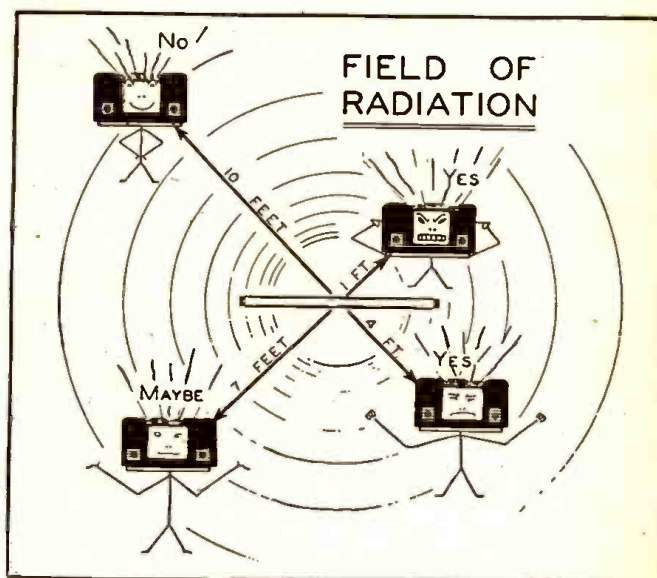 No
FIELD OF
RADIATION
10 FEET
YES
1 FT.
7 FEET
4 FT.
YES
MAYBE